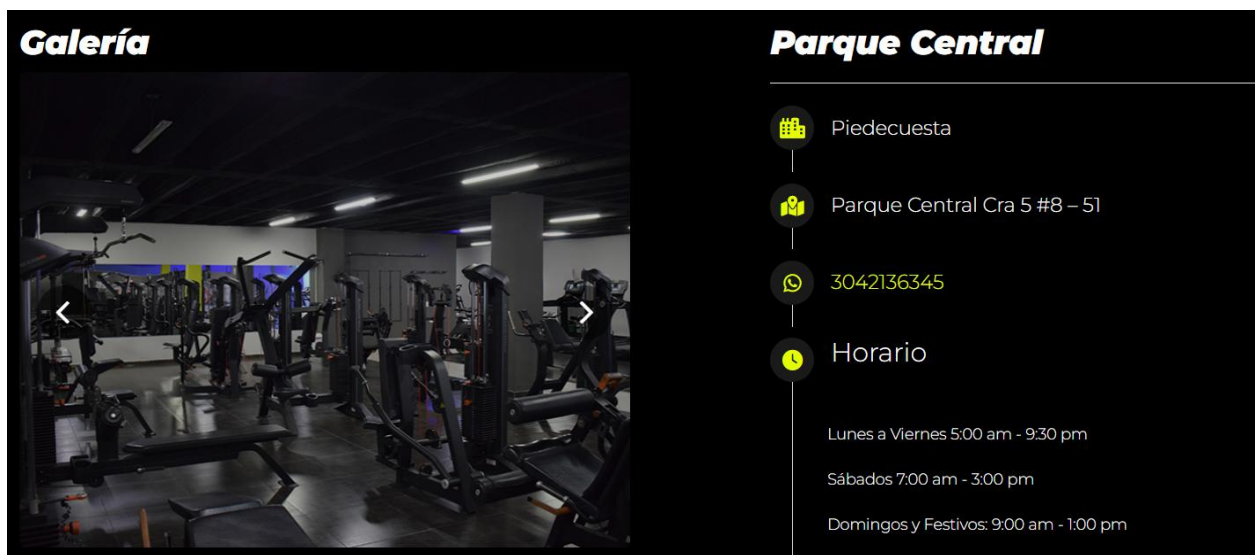 Galería
Parque Central
Piedecuesta
Parque Central Cra 5 #8 – 51
3042136345
Horario
Lunes a Viernes 5:00 am - 9:30 pm
Sábados 7:00 am - 3:00 pm
Domingos y Festivos: 9:00 am - 1:00 pm